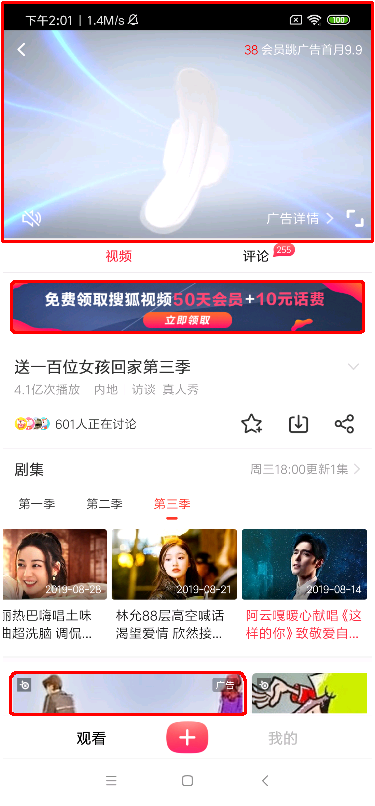 下午2:01 | 1.4M/s
100
38 会员跳广告首月9.9
广告详情
视频
评论
255
免费领取搜狐视频50天会员+10元话费
立即领取
送一百位女孩回家第三季
4.1亿次播放 内地 访谈 真人秀
601人正在讨论
剧集
周三18:00更新1集
第一季 第二季 第三季
2019-08-28
2019-08-21
2019-08-14
丽热巴嗨唱土味
曲超洗脑 调侃...
林允88层高空喊话
渴望爱情 欣然接...
阿云嘎暖心献唱《这
样的你》致敬爱自...
广告
观看
我的